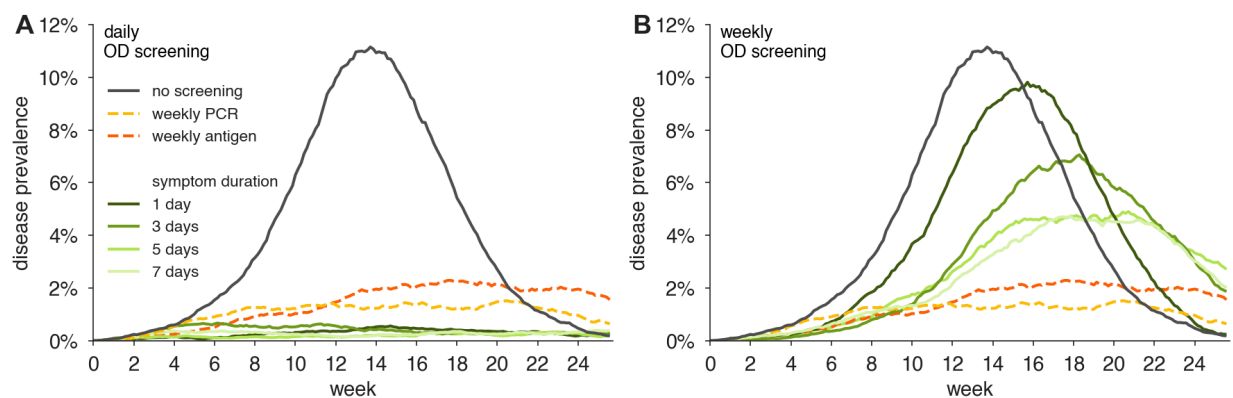 A
daily
OD screening
12%
10%
8%
6%
4%
2%
0%
disease prevalence
no screening
weekly PCR
weekly antigen
symptom duration
1 day
3 days
5 days
7 days
0 2 4 6 8 10 12 14 16 18 20 22 24
week
B
weekly
OD screening
12%
10%
8%
6%
4%
2%
0%
disease prevalence
0 2 4 6 8 10 12 14 16 18 20 22 24
week